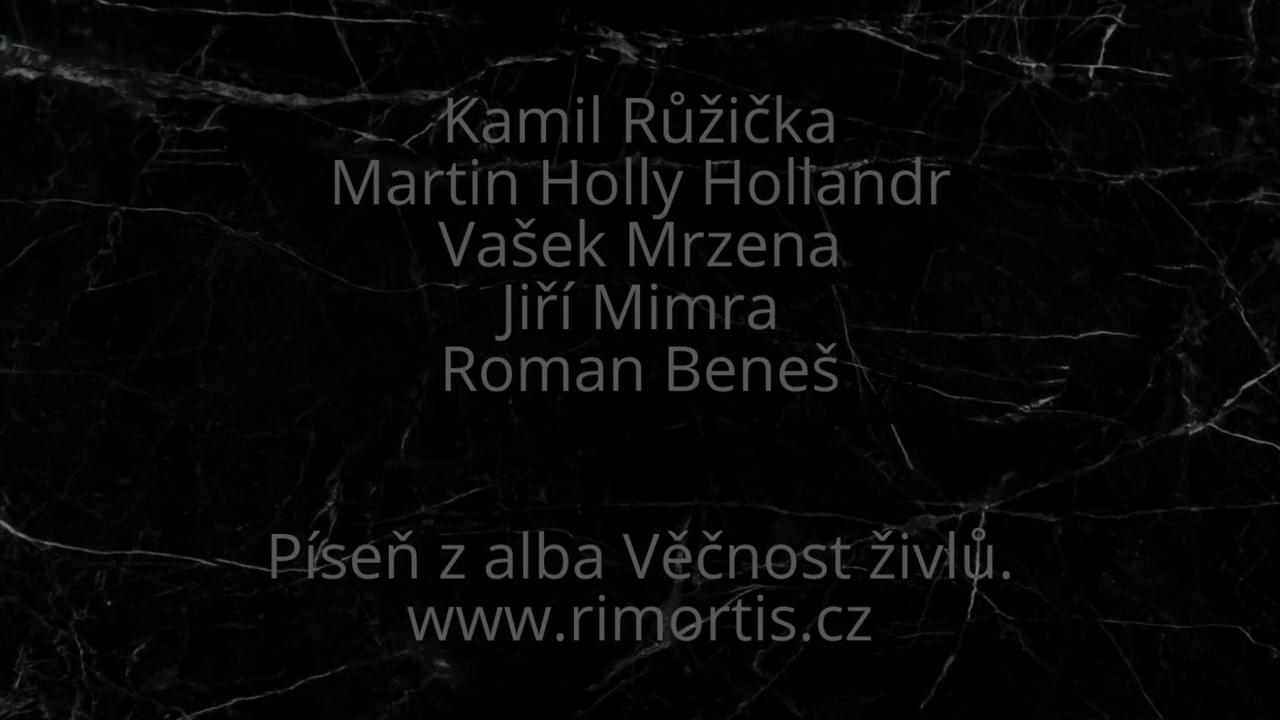 Kamil Růžička
Martin Holly Hollandr
Vašek Mrzena
Jiří Mimra
Roman Beneš
Píseň z alba Věčnost živlů.
www.rimortis.cz